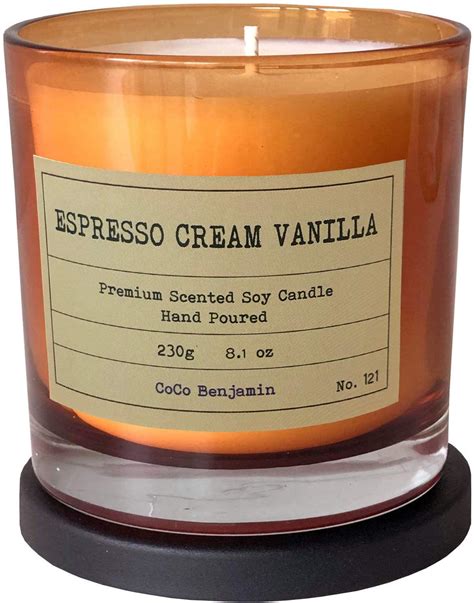 ESPRESSO CREAM VANILLA
Premium Scented Soy Candle
Hand Poured
230g 8.1 oz
CoCo Benjamin No. 121